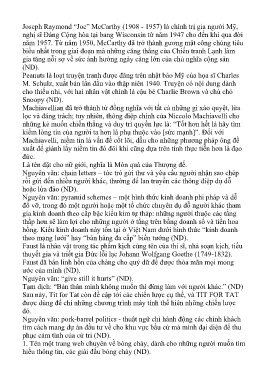 Joseph Raymond “Joe” McCarthy (1908 - 1957) là chính trị gia người Mỹ,
nghị sĩ Đảng Cộng hòa tại bang Wisconsin từ năm 1947 cho đến khi qua đời
năm 1957. Từ năm 1950, McCarthy đã trở thành gương mặt công chúng tiêu
biểu nhất trong giai đoạn mà những căng thẳng của Chiến tranh Lạnh làm
gia tăng nỗi sợ về sức ảnh hưởng ngày càng lớn của chủ nghĩa cộng sản
(ND).
Peanuts là loạt truyện tranh được đăng trên nhật báo Mỹ của họa sĩ Charles
M. Schulz, xuất bản lần đầu vào thập niên 1940. Truyện có nội dung dành
cho thiếu nhi, với hai nhân vật chính là cậu bé Charlie Brown và chú chó
Snoopy (ND).
Machiavellian đã trở thành từ đồng nghĩa với tất cả những gì xảo quyệt, lừa
lọc và đáng trách; tuy nhiên, thông điệp chính của Niccolo Machiavelli cho
những kẻ muốn chiến thắng và duy trì quyền lực là: “Tốt hơn hết là hãy tìm
kiếm lòng tin của người ta hơn là phụ thuộc vào [sức mạnh]”. Đối với
Machiavelli, niềm tin là vấn đề cốt lõi, dẫu cho những phương pháp ông đề
xuất để giành lấy niềm tin đó đôi khi cũng dựa trên tính thực tiễn hơn là đạo
đức.
Là tên đặt cho nữ giới, nghĩa là Món quà của Thượng đế.
Nguyên văn: chain letters – tức trò gửi thư và yêu cầu người nhận sao chép
rồi gửi đến nhiều người khác, thường để lan truyền các thông điệp dụ dỗ
hoặc lừa đảo (ND).
Nguyên văn: pyramid schemes – một hình thức kinh doanh phi pháp và dễ
đổ vỡ, trong đó một người hoặc một tổ chức chuyên dụ dỗ người khác tham
gia kinh doanh theo cấp bậc kiểu kim tự tháp: những người thuộc các tầng
thấp hơn sẽ làm lợi cho những người ở tầng trên bằng doanh số và tiền hoa
hồng. Kiểu kinh doanh này tồn tại ở Việt Nam dưới hình thức “kinh doanh
theo mạng lưới” hay “bán hàng đa cấp” biến tướng (ND).
Faust là nhân vật trong tác phẩm kịch cùng tên của thi sĩ, nhà soạn kịch, tiểu
thuyết gia và triết gia Đức lỗi lạc Johann Wolfgang Goethe (1749-1832).
Faust đã bán linh hồn của chàng cho quỷ dữ để được thỏa mãn mọi mong
ước của mình (ND).
Nguyên văn: “give still it hurts” (ND).
Tạm dịch: “Bản thân mình không muốn thì đừng làm với người khác.” (ND)
Sau này, Tit for Tat còn đề cập tới các chiến lược cụ thể, và TIT FOR TAT
được dùng để chỉ những chương trình máy tính thể hiện những chiến lược
đó.
Nguyên văn: pork-barrel politics - thuật ngữ chỉ hành động các chính khách
tìm cách mang dự án đầu tư về cho khu vực bầu cử mà mình đại diện để thu
phục cảm tình của cử tri (ND).
1. Tên một trang web chuyên về bóng chày, dành cho những người muốn tìm
hiểu thông tin, các giải đấu bóng chày (ND).